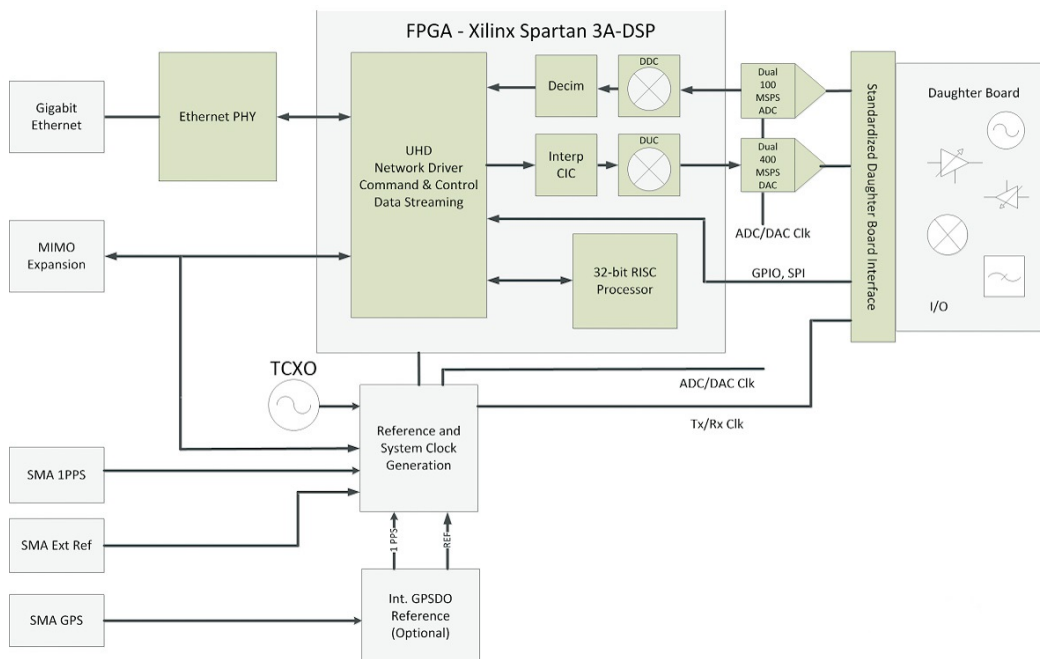 FPGA - Xilinx Spartan 3A-DSP
Gigabit
Ethernet
Ethernet PHY
UHD
Network Driver
Command & Control
Data Streaming
Decim
DDC
Dual
100
MSPS
ADC
Interp
CIC
DUC
Dual
400
MSPS
DAC
ADC/DAC Clk
Standardized Daughter Board Interface
Daughter Board
I/O
MIMO
Expansion
GPIO, SPI
32-bit RISC
Processor
TCXO
ADC/DAC Clk
Tx/Rx Clk
Reference and
System Clock
Generation
SMA 1PPS
SMA Ext Ref
1 PPS
REF
SMA GPS
Int. GPSDO
Reference
(Optional)